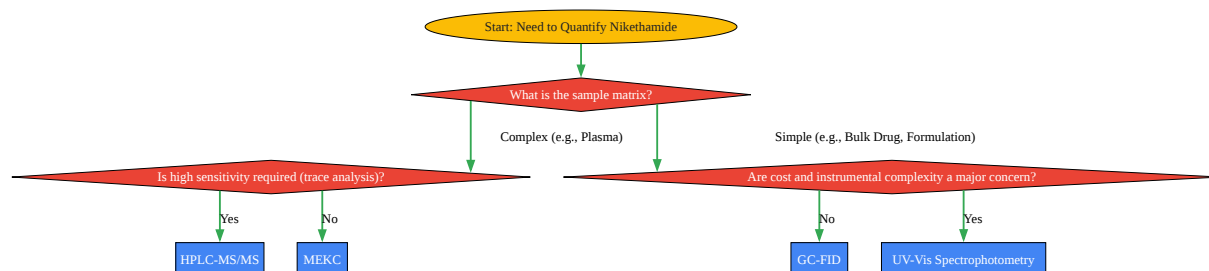 Start: Need to Quantify Nikethamide
What is the sample matrix?
Complex (e.g., Plasma)
Simple (e.g., Bulk Drug, Formulation)
Is high sensitivity required (trace analysis)?
Are cost and instrumental complexity a major concern?
Yes
No
No
Yes
HPLC-MS/MS
MEKC
GC-FID
UV-Vis Spectrophotometry